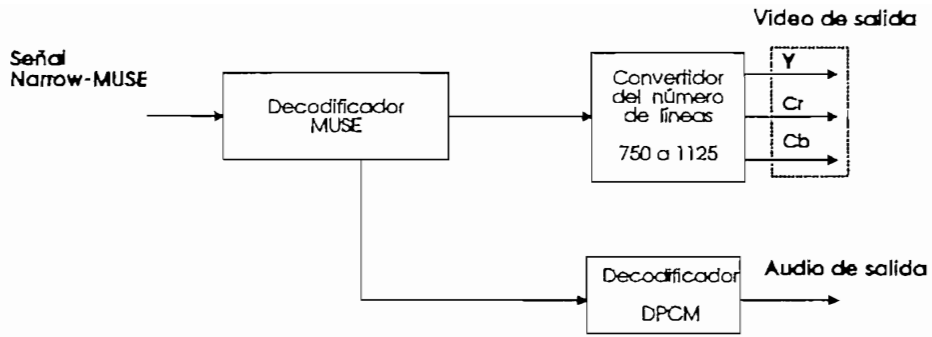 Video de salida
Señal
Narrow-MUSE
Decodificador
MUSE
Convertidor
del número
de líneas
750 a 1125
Y
Cr
Cb
Decodificador
DPCM
Audio de salida